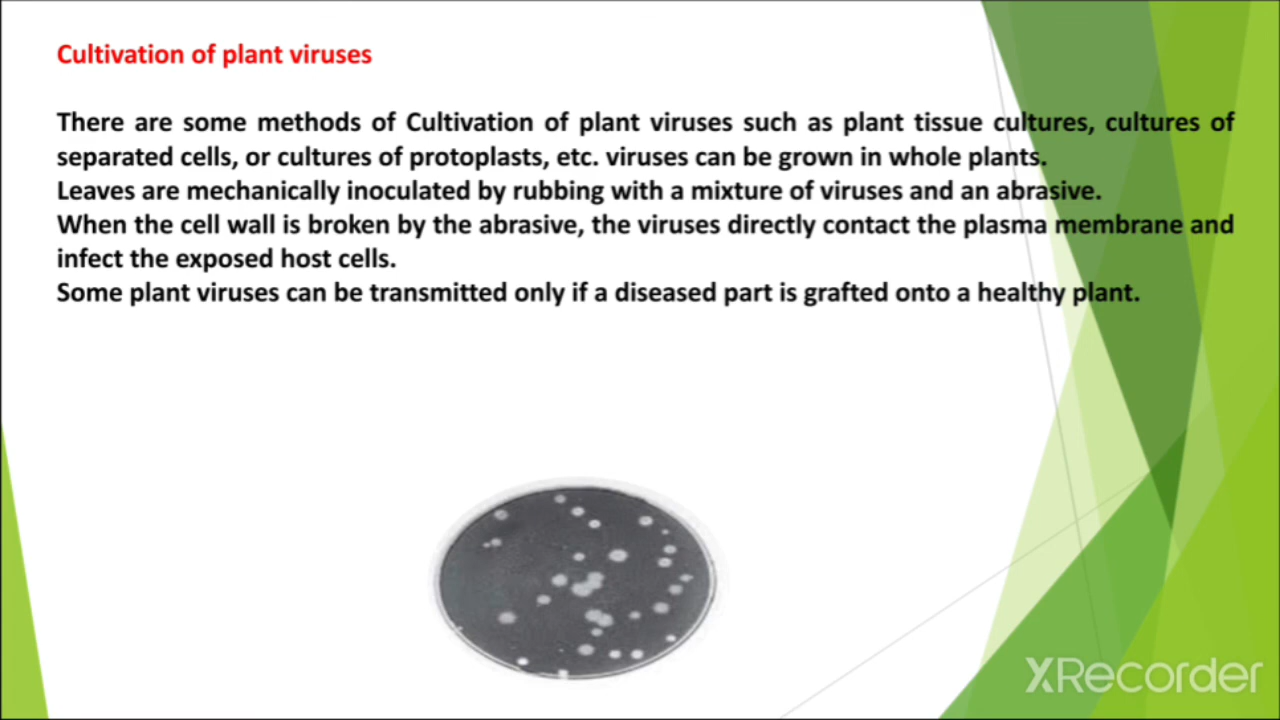 Cultivation of plant viruses
There are some methods of Cultivation of plant viruses such as plant tissue cultures, cultures of
separated cells, or cultures of protoplasts, etc. viruses can be grown in whole plants.
Leaves are mechanically inoculated by rubbing with a mixture of viruses and an abrasive.
When the cell wall is broken by the abrasive, the viruses directly contact the plasma membrane and
infect the exposed host cells.
Some plant viruses can be transmitted only if a diseased part is grafted onto a healthy plant.
XRecorder